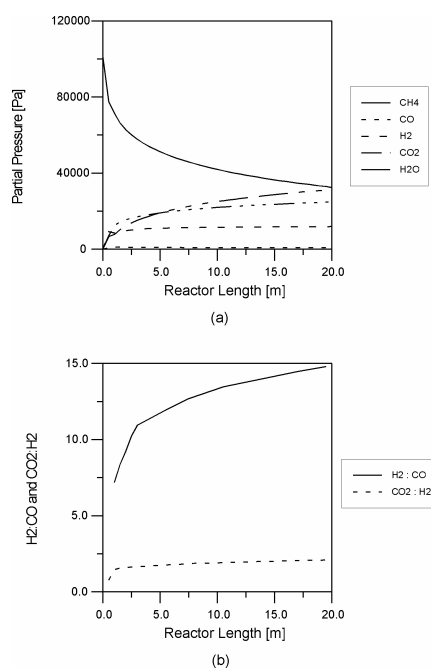 120000
80000
40000
0
Partial Pressure [Pa]
0.0
5.0
10.0
15.0
20.0
Reactor Length [m]
CH4
CO
H2
CO2
H2O
(a)
15.0
10.0
5.0
0.0
H2:CO and CO2:H2
0.0
5.0
10.0
15.0
20.0
Reactor Length [m]
H2 : CO
CO2 : H2
(b)